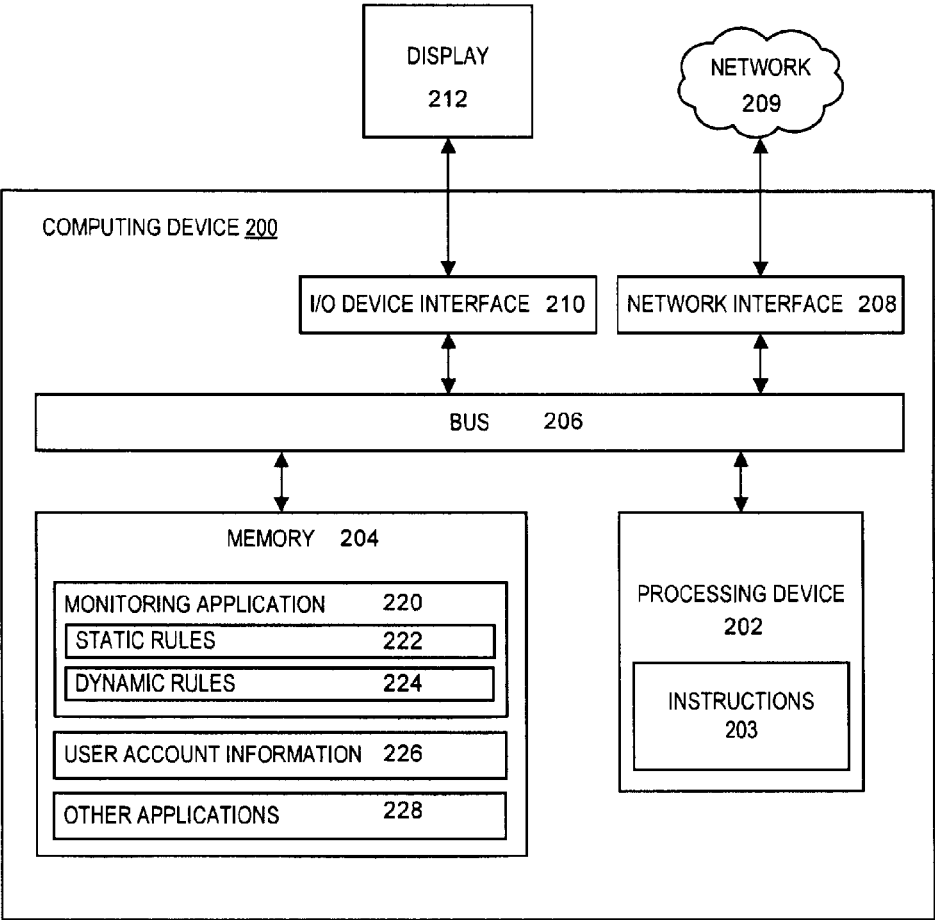 DISPLAY
212
NETWORK
209
COMPUTING DEVICE 200
I/O DEVICE INTERFACE 210
NETWORK INTERFACE 208
BUS 206
MEMORY 204
MONITORING APPLICATION 220
STATIC RULES 222
DYNAMIC RULES 224
USER ACCOUNT INFORMATION 226
OTHER APPLICATIONS 228
PROCESSING DEVICE
202
INSTRUCTIONS
203